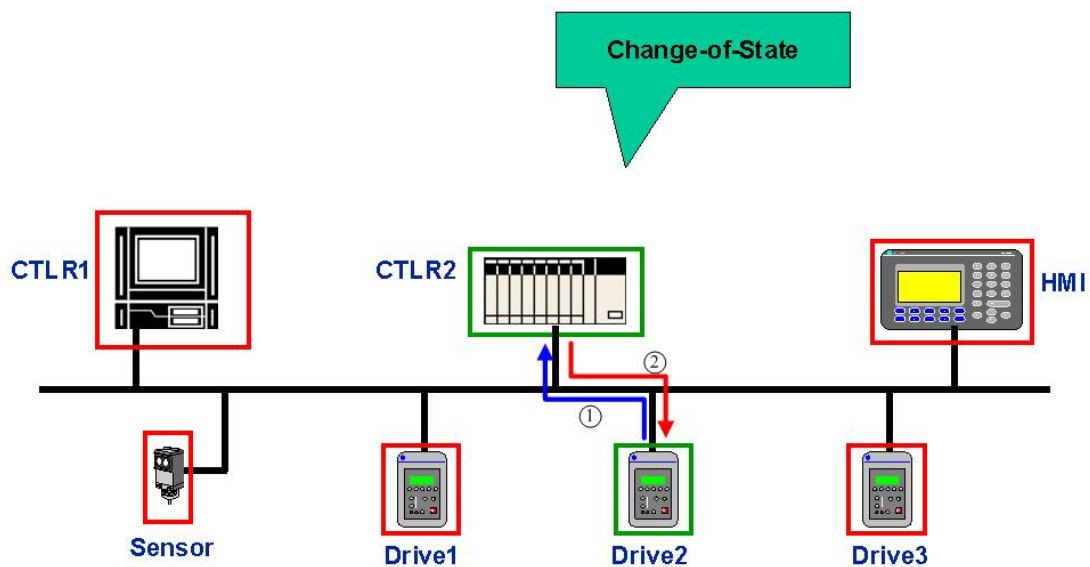 Change-of-State
CTLR1
CTLR2
HMI
②
①
Sensor
Drive1
Drive2
Drive3